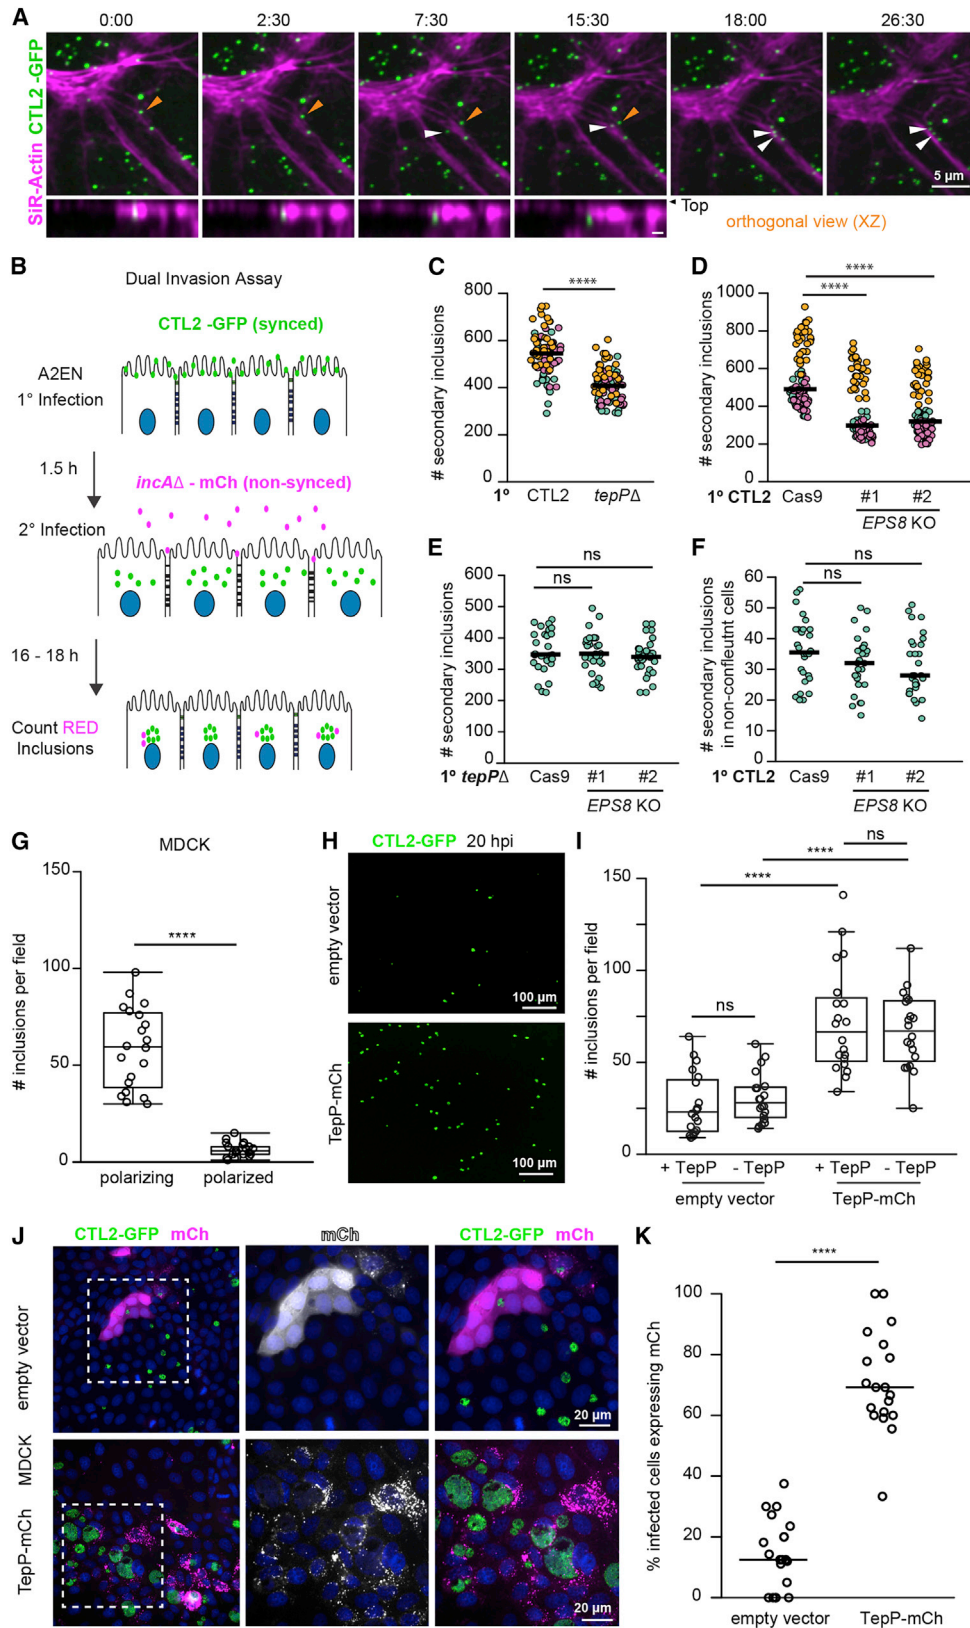 A
0:00 2:30 7:30 15:30 18:00 26:30
SiR-Actin CTL2 -GFP
5 µm
Top
orthogonal view (XZ)
B
Dual Invasion Assay
CTL2 -GFP (synced)
A2EN
1° Infection
1.5 h
incAΔ - mCh (non-synced)
2° Infection
16 - 18 h
Count RED
Inclusions
C
****
# secondary inclusions
800
600
400
200
0
1º CTL2 tepPΔ
D
****
****
# secondary inclusions
1000
800
600
400
200
0
1º CTL2 Cas9 #1 #2
EPS8 KO
E
ns
ns
# secondary inclusions
600
500
400
300
200
100
0
1º tepPΔ Cas9 #1 #2
EPS8 KO
F
ns
ns
# secondary inclusions
in non-confleutnt cells
60
50
40
30
20
10
0
1º CTL2 Cas9 #1 #2
EPS8 KO
G
MDCK
****
# inclusions per field
150
100
50
0
polarizing polarized
H
CTL2-GFP 20 hpi
empty vector
100 µm
TepP-mCh
100 µm
I
ns
****
****
ns
# inclusions per field
150
100
50
0
+ TepP - TepP + TepP - TepP
empty vector TepP-mCh
J
CTL2-GFP mCh mCh CTL2-GFP mCh
empty vector
20 µm
MDCK
TepP-mCh
20 µm
K
****
% infected cells expressing mCh
100
80
60
40
20
0
empty vector TepP-mCh